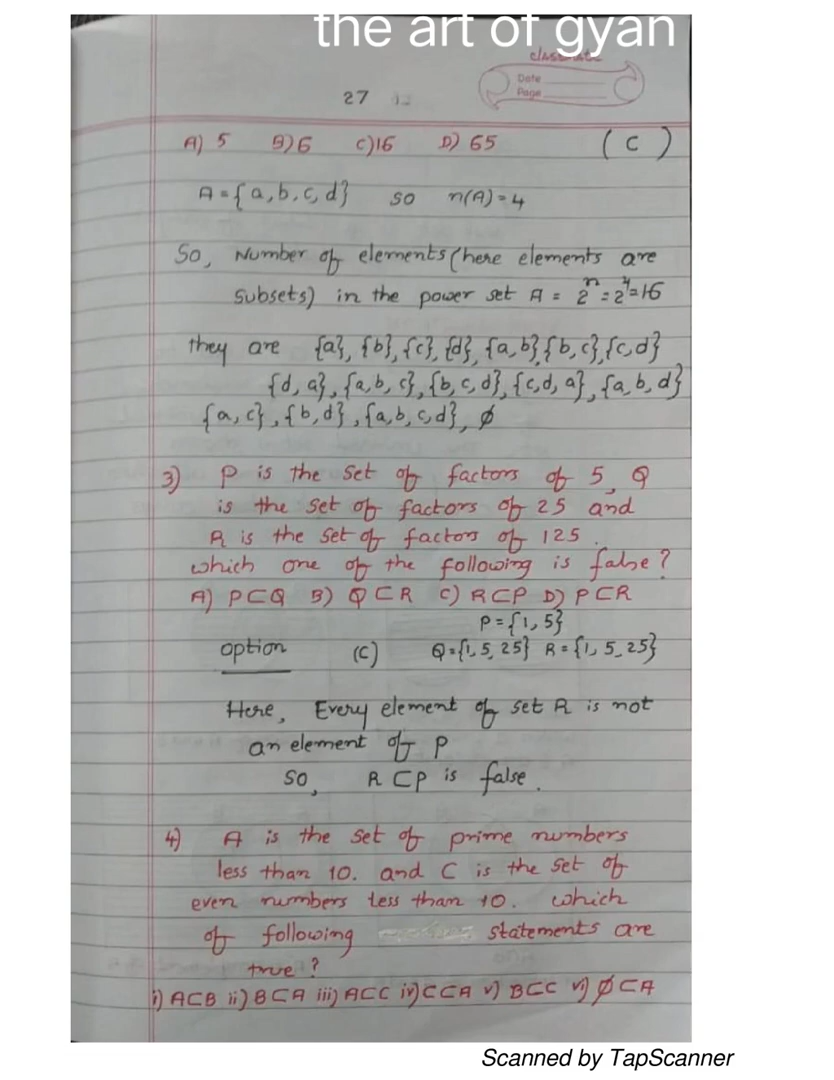 the art of gyan
classmate
Date
Page
27
A) 5 B) 6 C) 16 D) 65 ( C )
A = {a, b, c, d} so n(A) = 4
So, Number of elements (here elements are
subsets) in the power set A = 2ⁿ = 2⁴ = 16
they are {a}, {b}, {c}, {d}, {a, b}, {b, c}, {c, d}
{d, a}, {a, b, c}, {b, c, d}, {c, d, a}, {a, b, d}
{a, c}, {b, d}, {a, b, c, d}, ∅
3) P is the set of factors of 5, Q
is the set of factors of 25 and
R is the set of factors of 125.
which one of the following is false?
A) P⊂Q B) Q⊂R C) R⊂P D) P⊂R
P = {1, 5}
option (C) Q = {1, 5, 25} R = {1, 5, 25}
Here, Every element of set R is not
an element of P
so, R⊂P is false.
4) A is the set of prime numbers
less than 10. and C is the set of
even numbers less than 10. which
of following statements are
true?
i) A⊂B ii) B⊂A iii) A⊂C iv) C⊂A v) B⊂C vi) ∅⊂A
Scanned by TapScanner